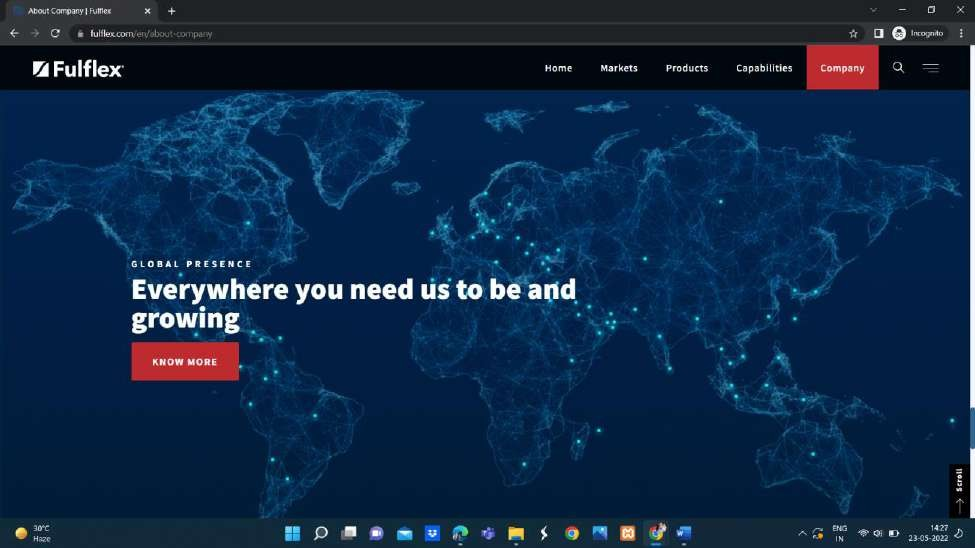 About Company | Fulflex
fulflex.com/en/about-company
Incognito
Fulflex
Home Markets Products Capabilities Company
GLOBAL PRESENCE
Everywhere you need us to be and
growing
KNOW MORE
Scroll
30°C
Haze
ENG
IN
14:27
23-05-2022